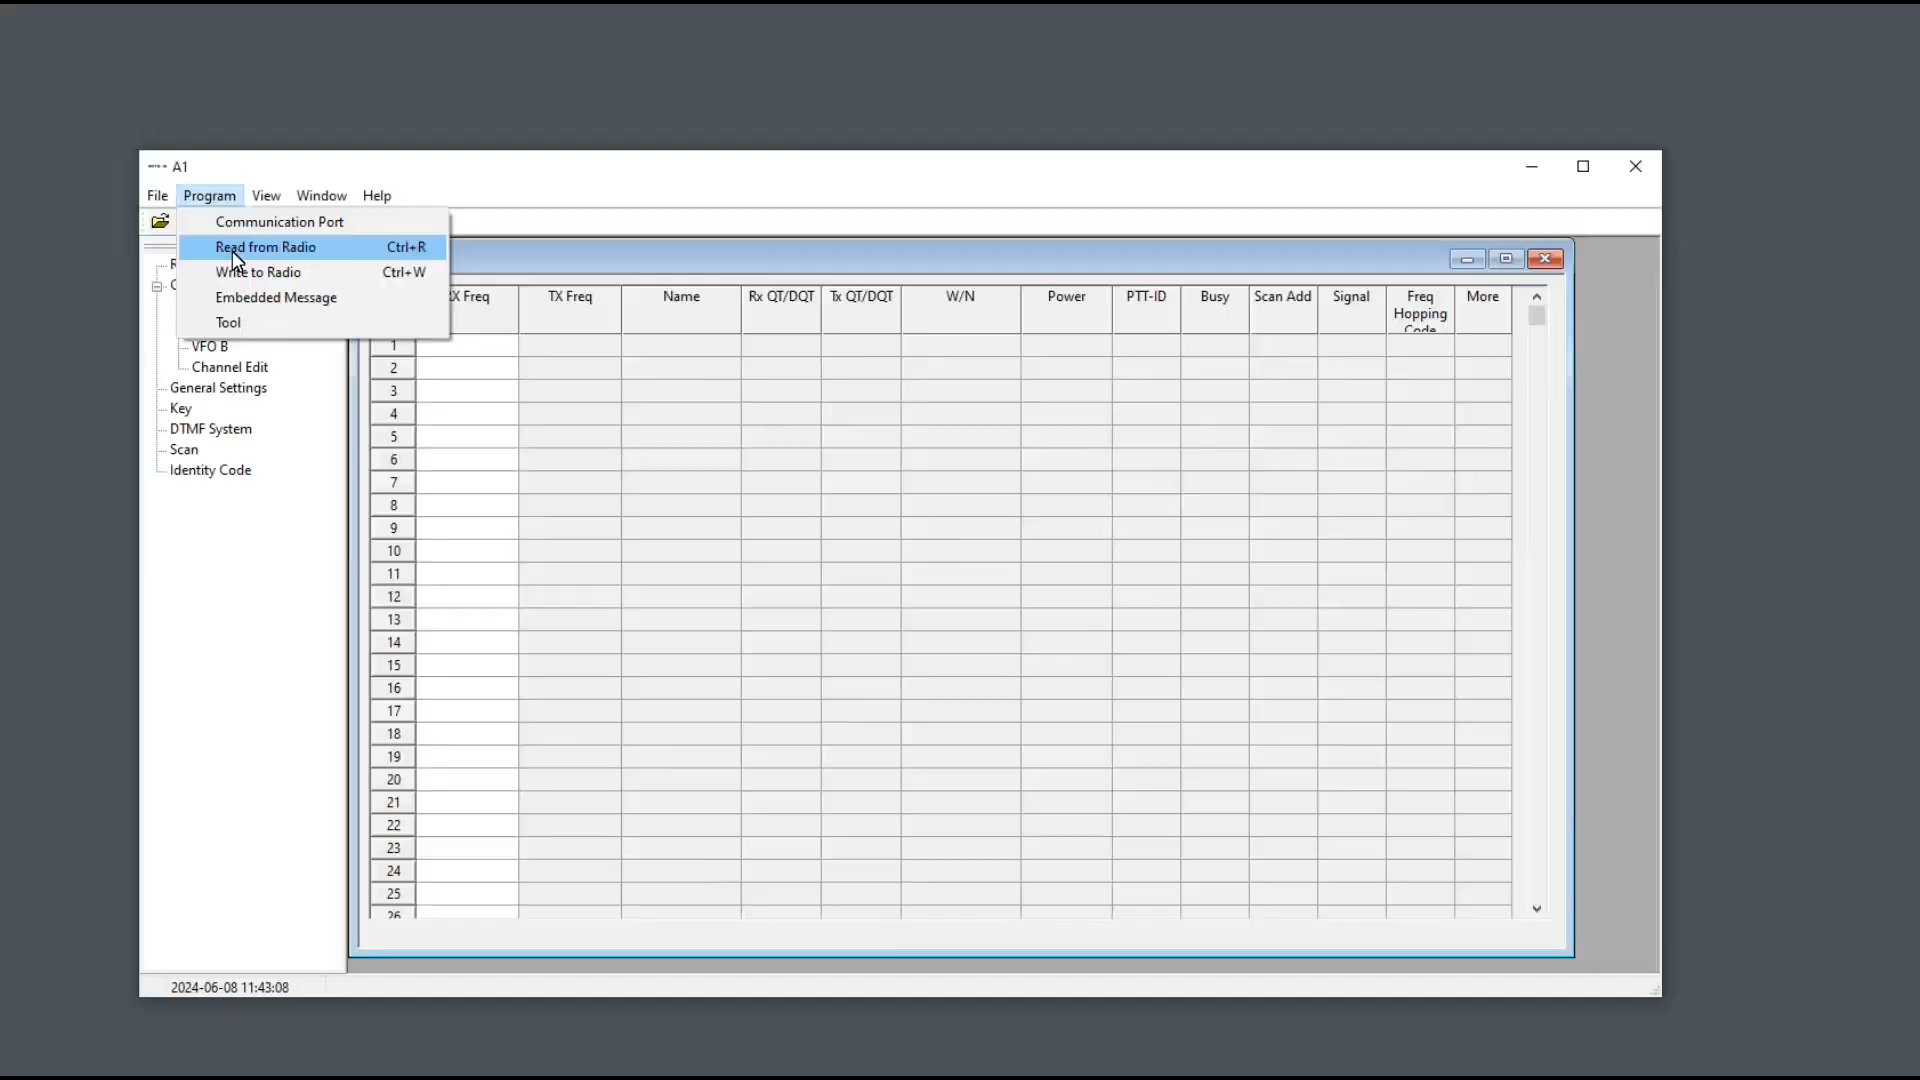 A1
File Program View Window Help
Communication Port
Read from Radio Ctrl+R
Write to Radio Ctrl+W
Embedded Message
Tool
VFO B
Channel Edit
General Settings
Key
DTMF System
Scan
Identity Code
X Freq TX Freq Name Rx QT/DQT Tx QT/DQT W/N Power PTT-ID Busy Scan Add Signal Freq Hopping Code More
1
2
3
4
5
6
7
8
9
10
11
12
13
14
15
16
17
18
19
20
21
22
23
24
25
26
2024-06-08 11:43:08